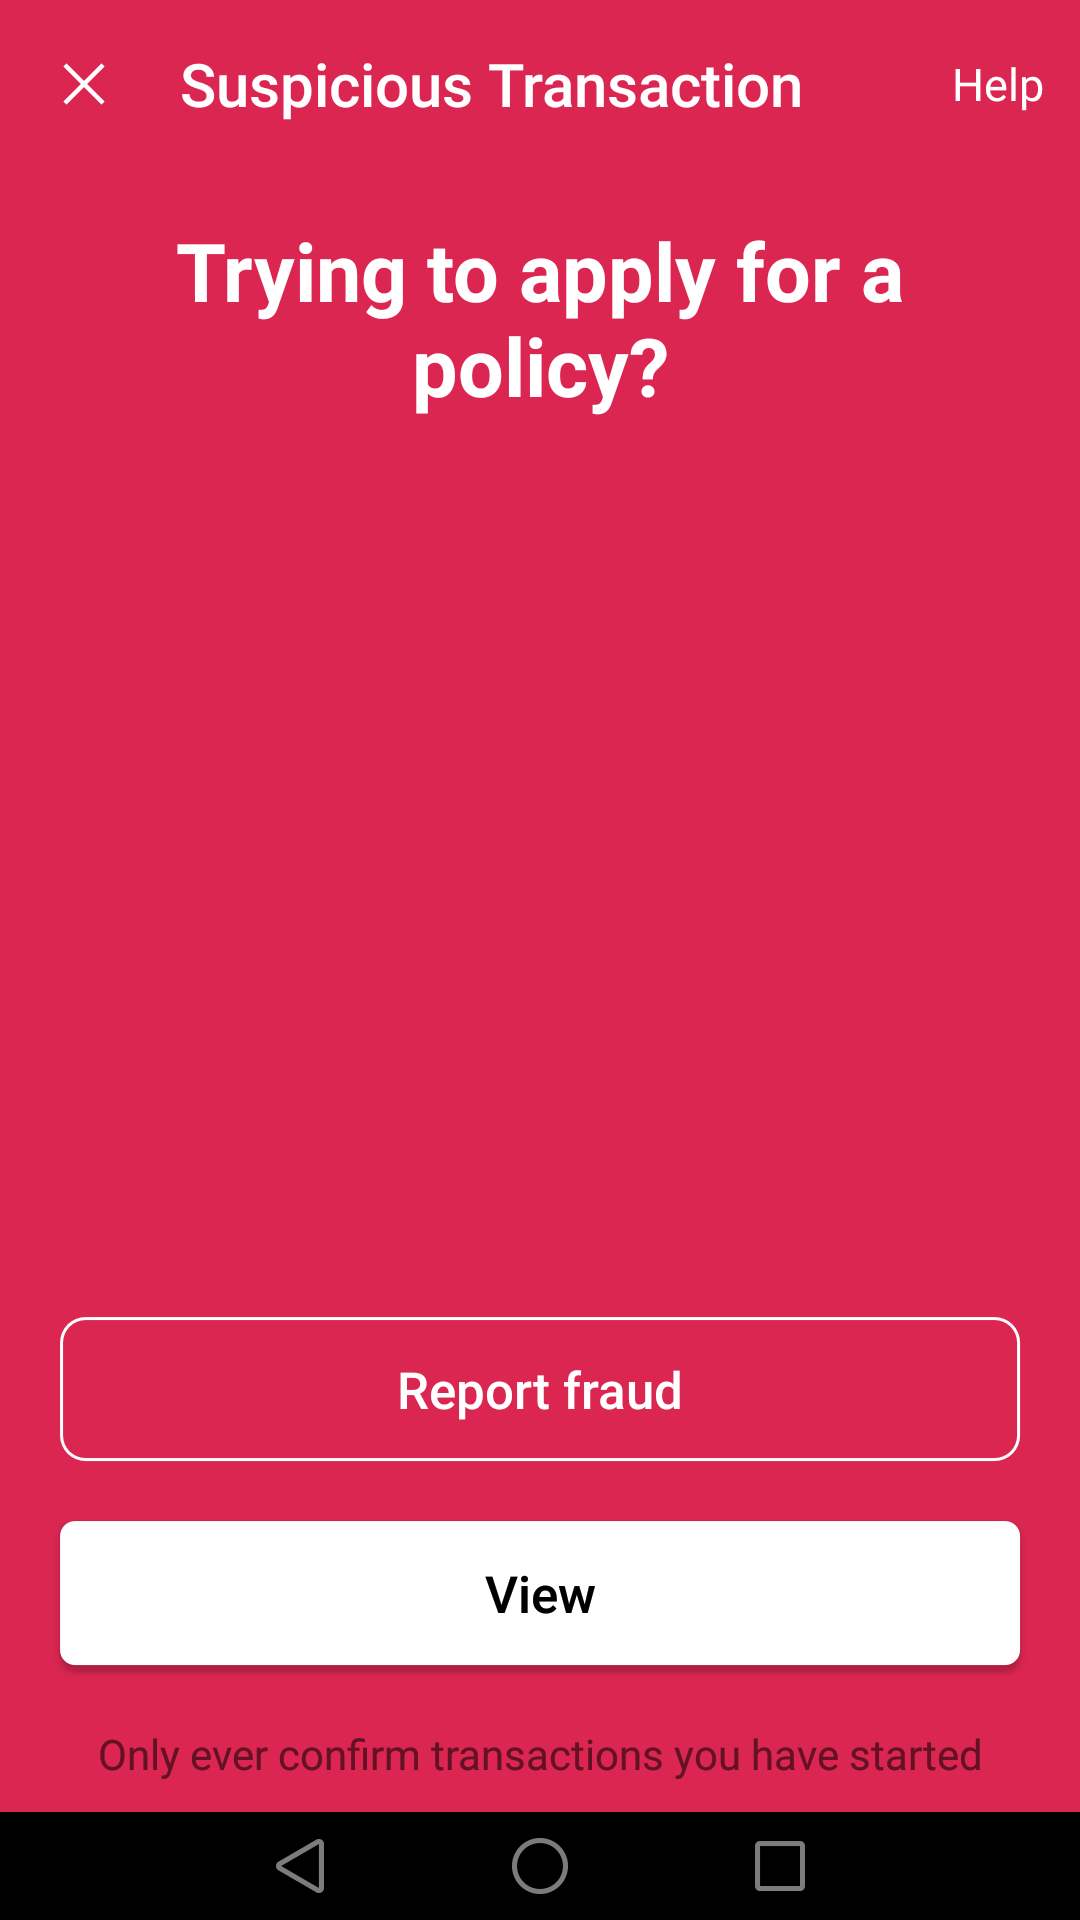 Suspicious Transaction
Help
Trying to apply for a
policy?
Report fraud
View
Only ever confirm transactions you have started